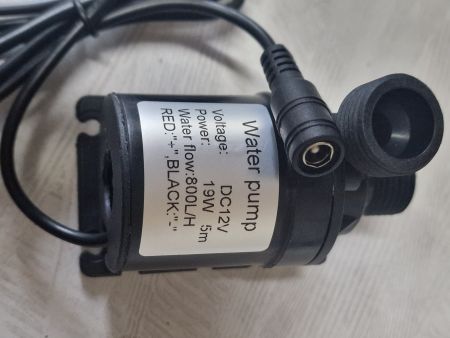 Water pump
Voltage: DC12V
Power: 19W 5m
Water flow:800L/H
RED:"+",BLACK:"-"